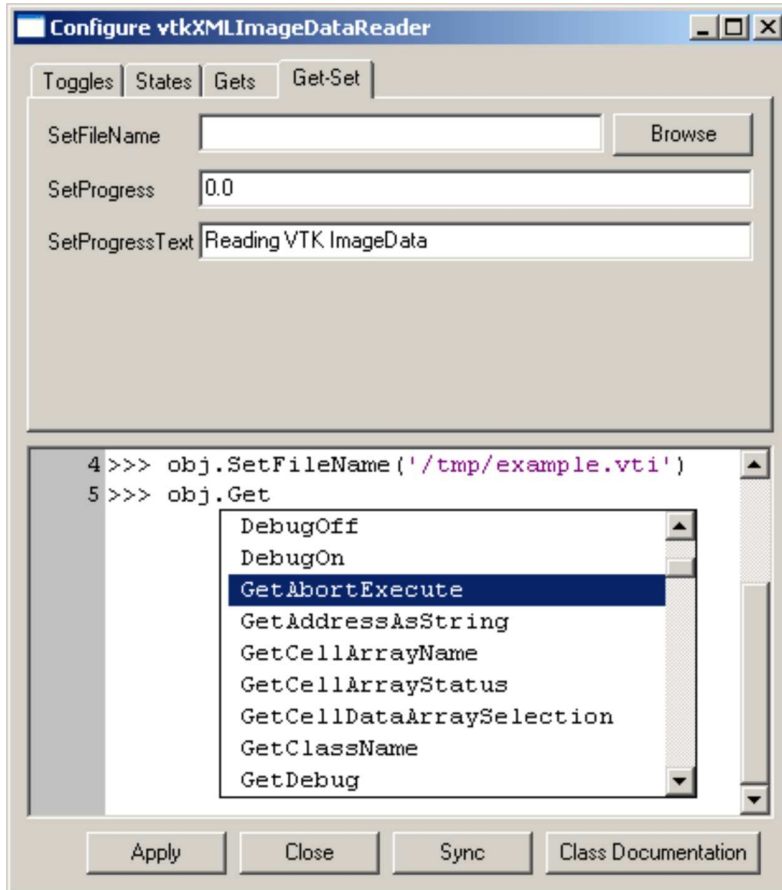 Configure vtkXMLImageDataReader
Toggles States Gets Get-Set
SetFileName Browse
SetProgress 0.0
SetProgressText Reading VTK ImageData
4 >>> obj.SetFileName('/tmp/example.vti')
5 >>> obj.Get
DebugOff
DebugOn
GetAbortExecute
GetAddressAsString
GetCellArrayName
GetCellArrayStatus
GetCellDataArraySelection
GetClassName
GetDebug
Apply Close Sync Class Documentation